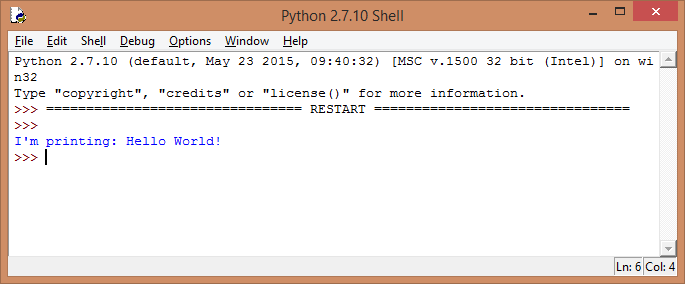 Python 2.7.10 Shell
File Edit Shell Debug Options Window Help
Python 2.7.10 (default, May 23 2015, 09:40:32) [MSC v.1500 32 bit (Intel)] on wi
n32
Type "copyright", "credits" or "license()" for more information.
>>> ================================ RESTART ================================
>>>
I'm printing: Hello World!
>>>
Ln: 6 Col: 4